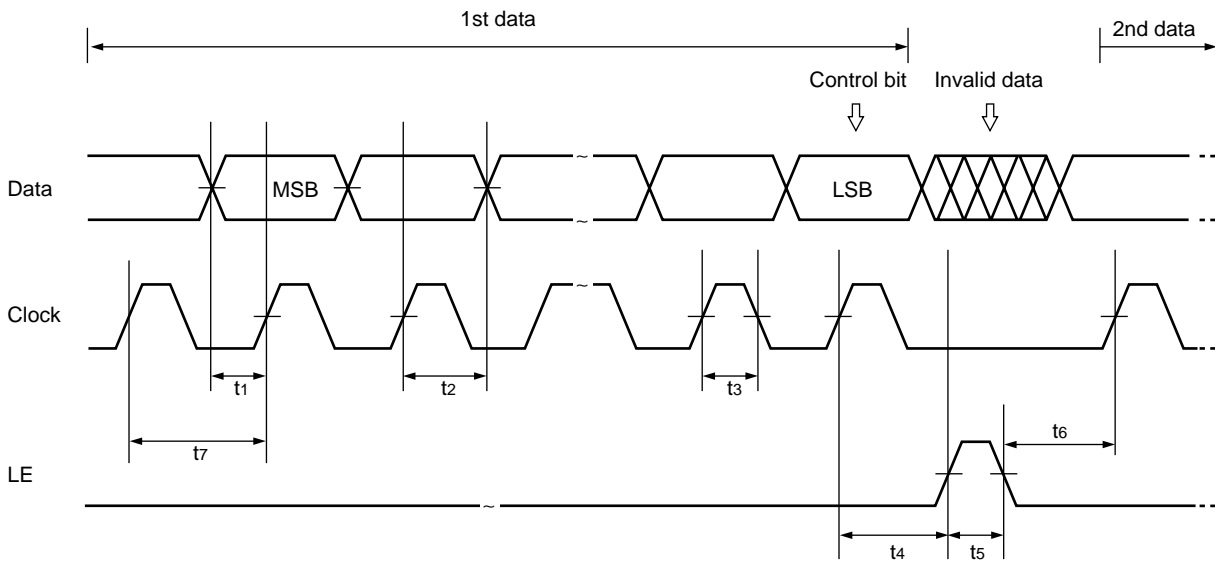 1st data
2nd data
Control bit
Invalid data
Data
MSB
LSB
Clock
t1
t2
t3
t7
t6
LE
t4
t5